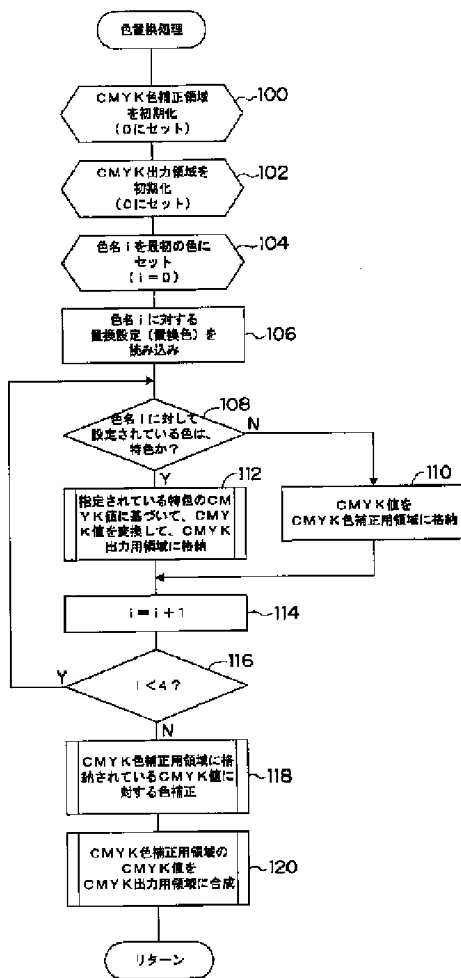 色置換処理
CMYK色補正領域
を初期化
(0にセット)
100
CMYK出力領域を
初期化
(0にセット)
102
色名iを最初の色に
セット
(i=0)
104
色名iに対する
置換設定(置換色)を
読み込み
106
108
色名iに対して
設定されている色は、
特色か?
N
Y
112
指定されている特色のCM
YK値に基づいて、CMY
K値を変換して、CMYK
出力用領域に格納
110
CMYK値を
CMYK色補正用領域に格納
i=i+1
114
116
Y
i<4?
N
CMYK色補正用領域に格
納されているCMYK値に
対する色補正
118
CMYK色補正用領域の
CMYK値を
CMYK出力用領域に合成
120
リターン